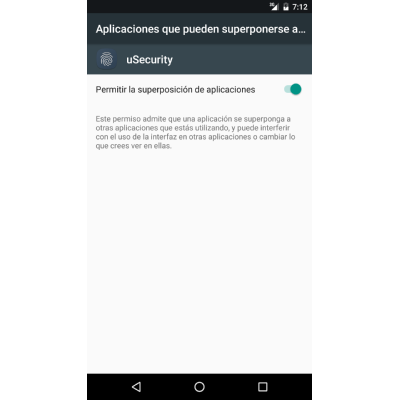 3G 7:12
Aplicaciones que pueden superponerse a...
uSecurity
Permitir la superposición de aplicaciones
Este permiso admite que una aplicación se superponga a
otras aplicaciones que estás utilizando, y puede interferir
con el uso de la interfaz en otras aplicaciones o cambiar lo
que crees ver en ellas.